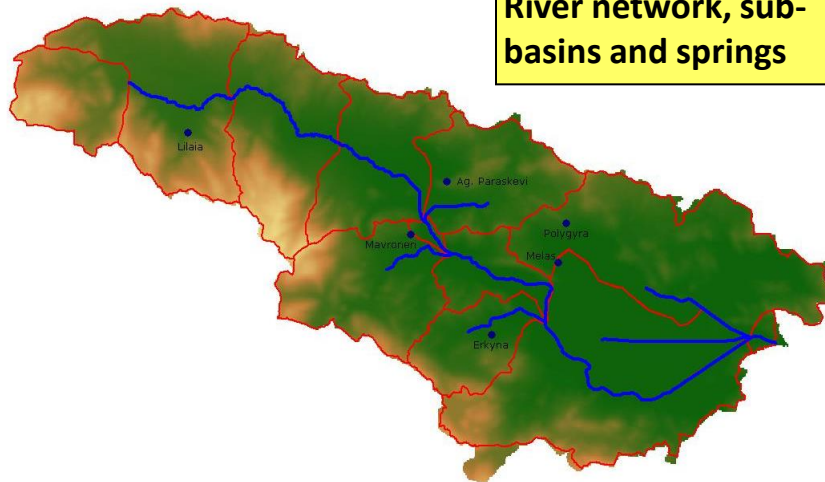 River network, sub-
basins and springs
Lilaia
Ag. Paraskevi
Polygyra
Mavroneri
Melas
Erkyna